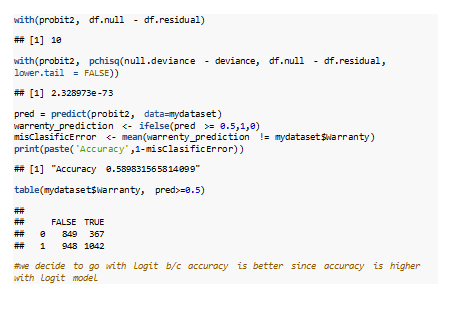 with(probit2, df.null - df.residual)
## [1] 10
with(probit2, pchisq(null.deviance - deviance, df.null - df.residual,
lower.tail = FALSE))
## [1] 2.328973e-73
pred = predict(probit2, data=mydataset)
warrenty_prediction <- ifelse(pred >= 0.5,1,0)
misClasificError <- mean(warrenty_prediction != mydataset$Warranty)
print(paste('Accuracy',1-misClasificError))
## [1] "Accuracy 0.589831565814099"
table(mydataset$Warranty, pred>=0.5)
##
## FALSE TRUE
## 0 849 367
## 1 948 1042
#we decide to go with Logit b/c accuracy is better since accuracy is higher
with Logit model